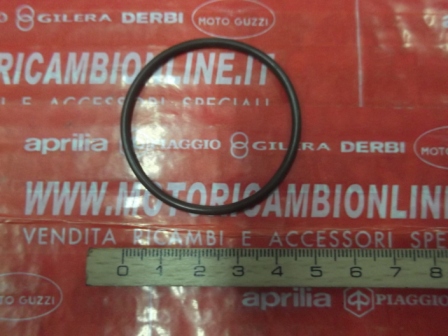 GILERA DERBI MOTO GUZZI
RICAMBIONLINE.IT
E ACCESSORI SPECIALI
aprilia PIAGGIO GILERA DERBI MOTO
WWW.MOTORICAMBIONLINE
VENDITA RICAMBI E ACCESSORI SPE
0 1 2 3 4 5 6 7 8
MOTO GUZZI aprilia PIAGGIO